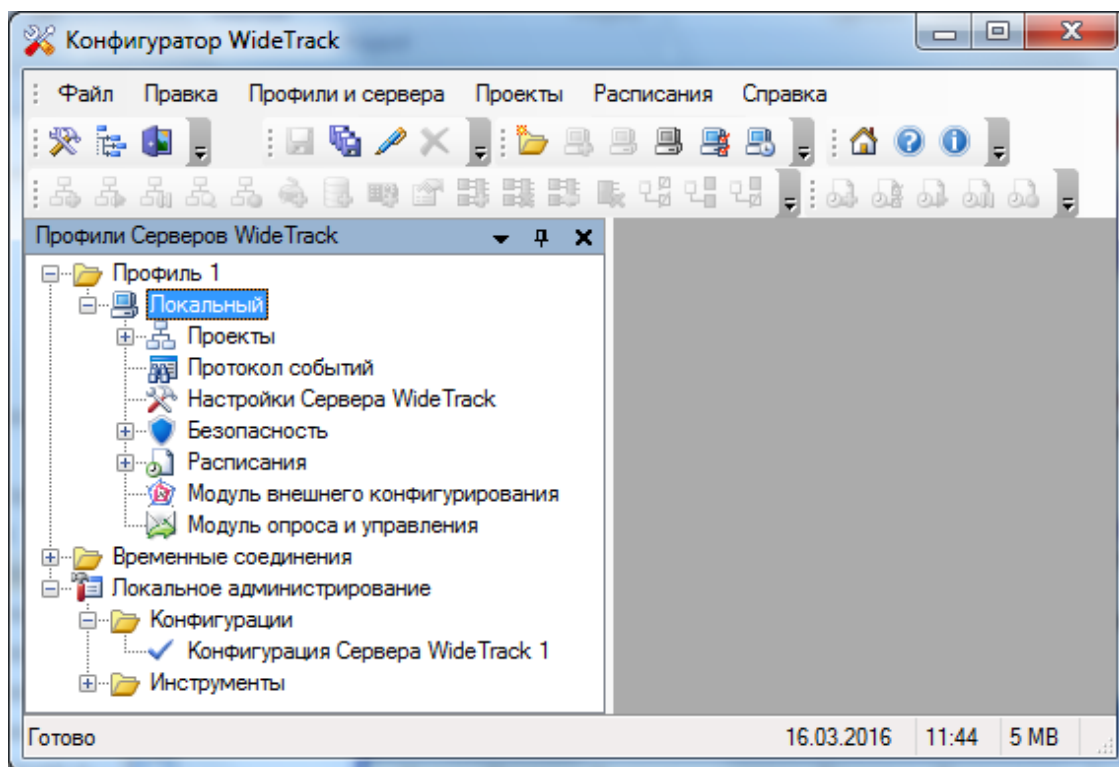 Конфигуратор WideTrack
Файл Правка Профили и сервера Проекты Расписания Справка
Профили Серверов WideTrack
Профиль 1
Локальный
Проекты
Протокол событий
Настройки Сервера WideTrack
Безопасность
Расписания
Модуль внешнего конфигурирования
Модуль опроса и управления
Временные соединения
Локальное администрирование
Конфигурации
Конфигурация Сервера WideTrack 1
Инструменты
Готово 16.03.2016 11:44 5 MB